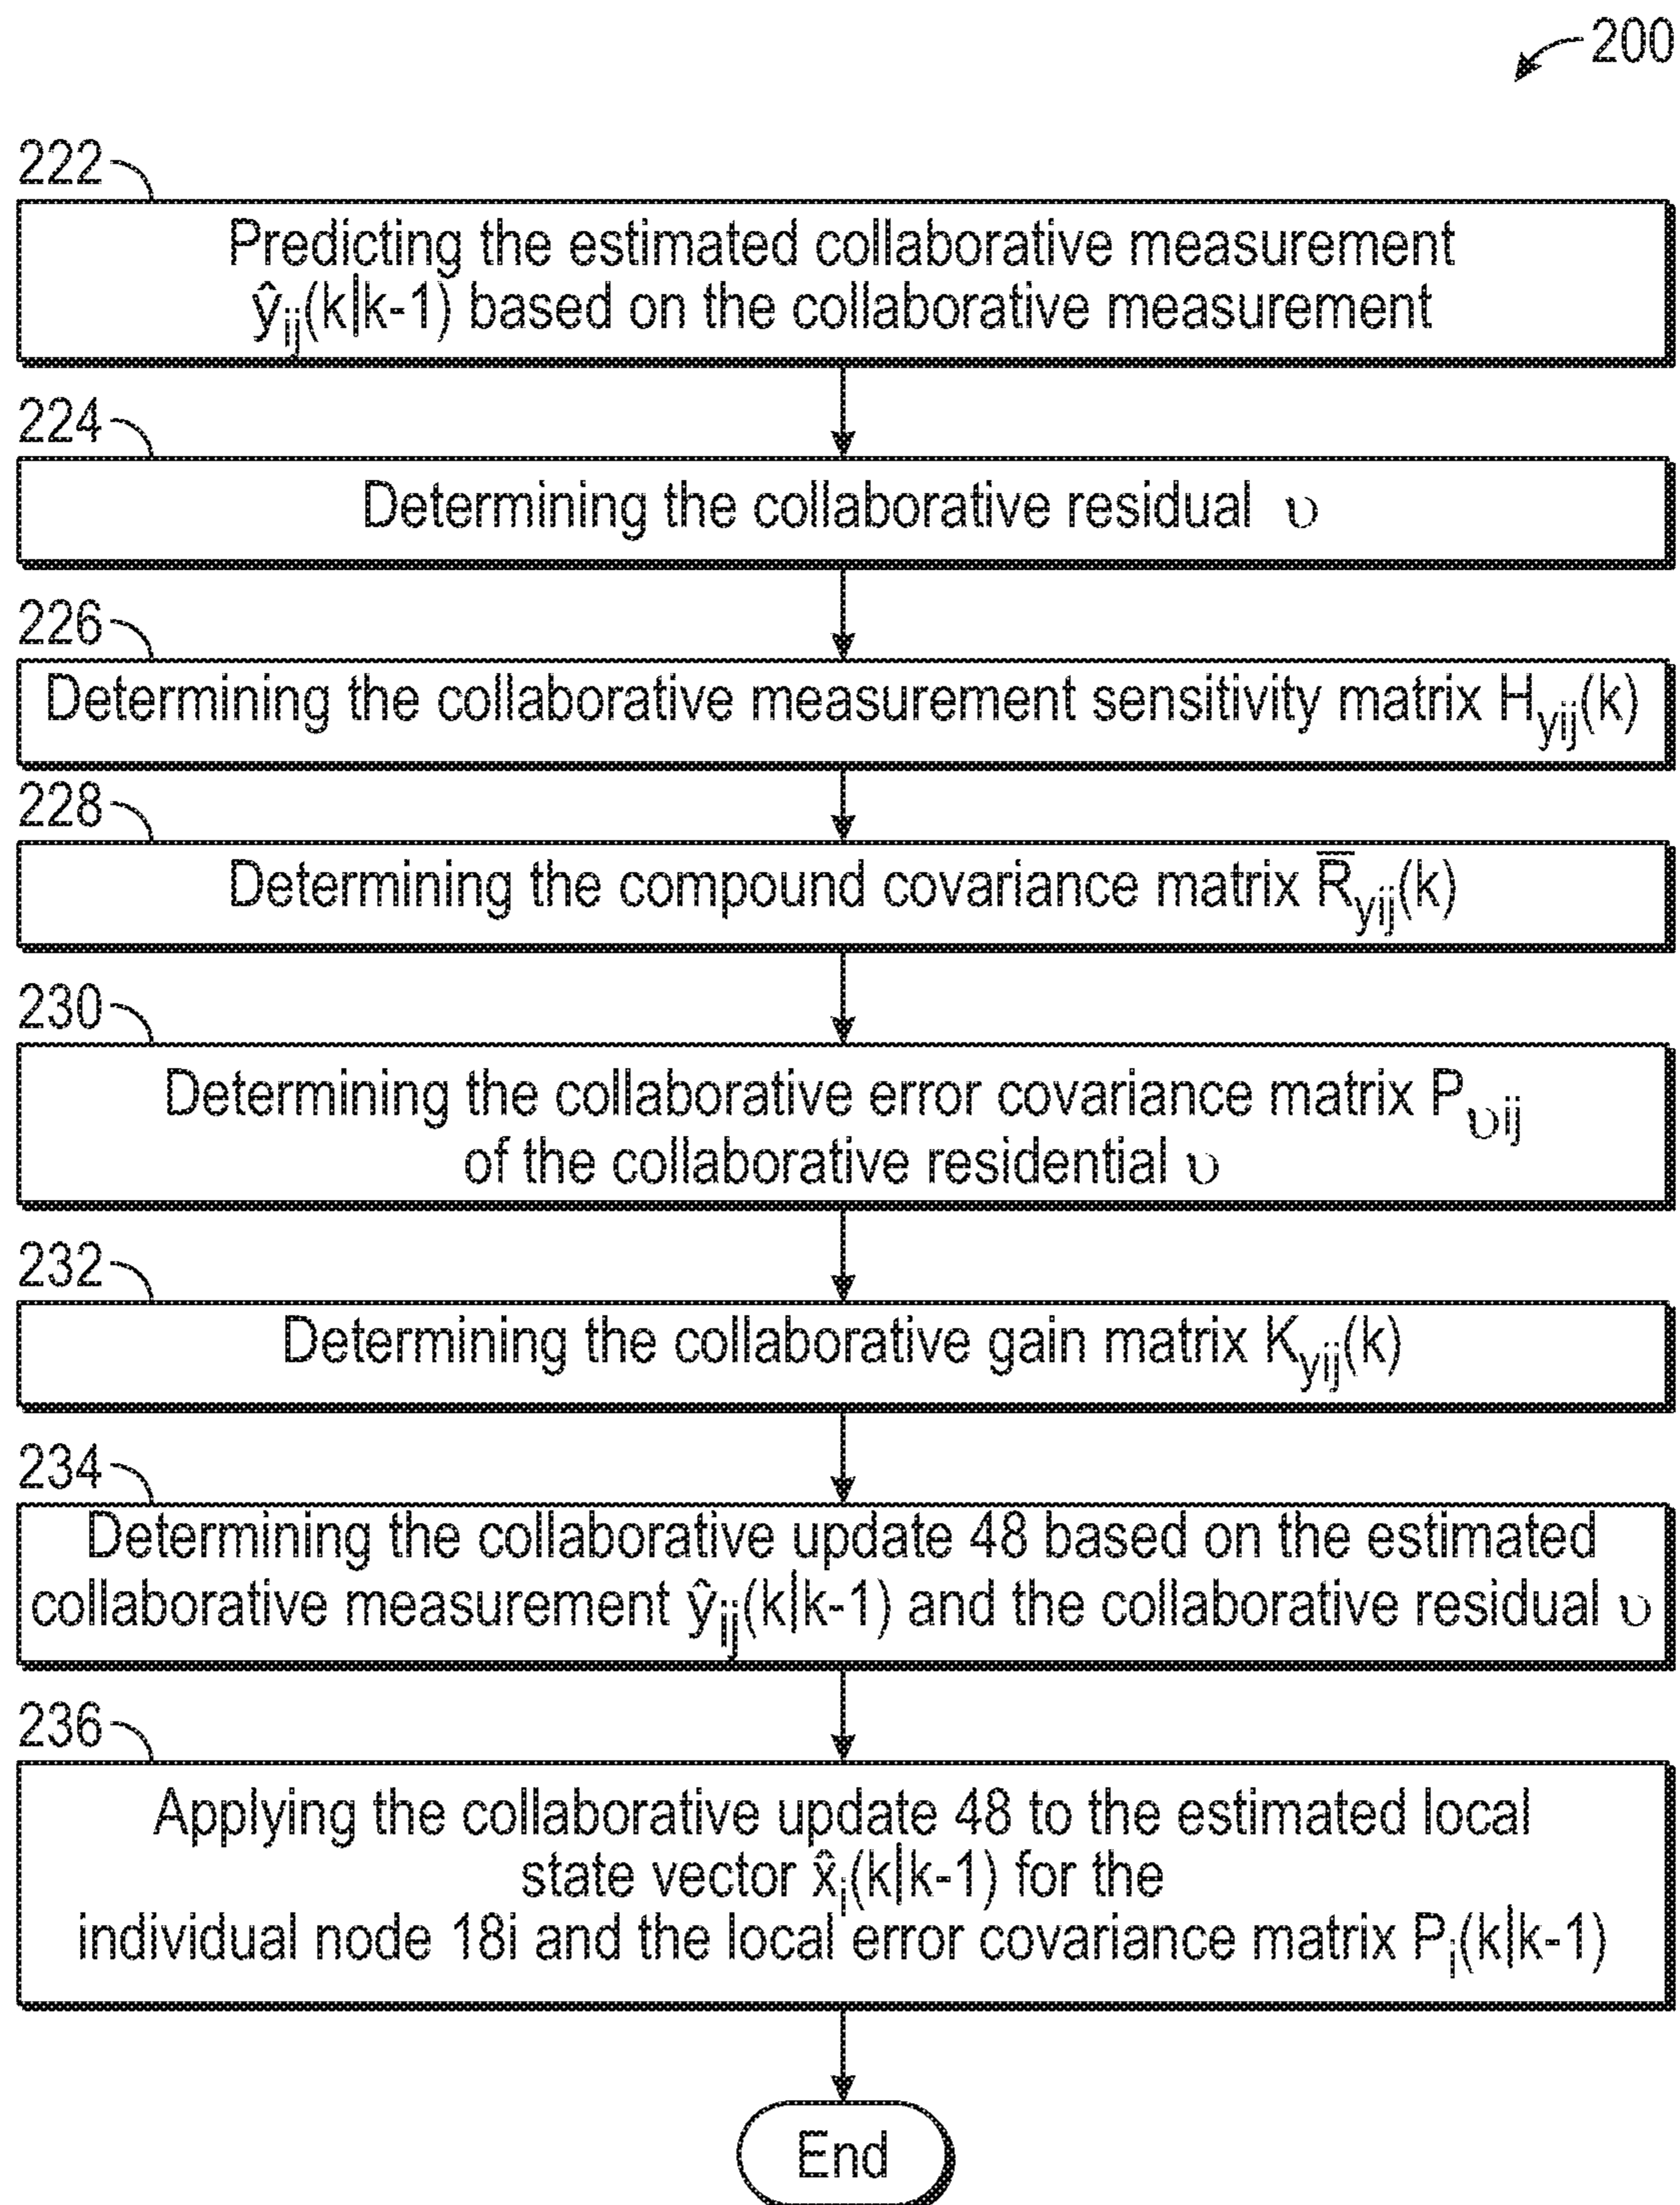 200
222
Predicting the estimated collaborative measurement
ŷij(k|k-1) based on the collaborative measurement
224
Determining the collaborative residual υ
226
Determining the collaborative measurement sensitivity matrix Hyij(k)
228
Determining the compound covariance matrix R̅yij(k)
230
Determining the collaborative error covariance matrix Pυij
of the collaborative residential υ
232
Determining the collaborative gain matrix Kyij(k)
234
Determining the collaborative update 48 based on the estimated
collaborative measurement ŷij(k|k-1) and the collaborative residual υ
236
Applying the collaborative update 48 to the estimated local
state vector x̂i(k|k-1) for the
individual node 18i and the local error covariance matrix Pi(k|k-1)
End